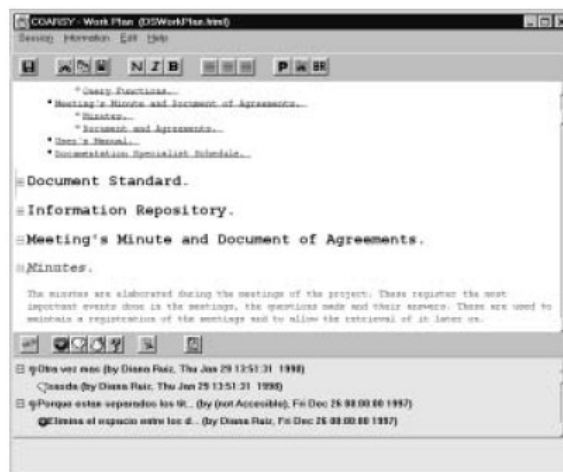 COARSY - Work Plan (DSWorkPlan.html)
Session Information Edit Help
N I B P BR
Query Functions.
Meeting's Minute and Document of Agreements.
Minutes.
Document and Agreements.
User's Manual.
Documentation Specialist Schedule.
Document Standard.
Information Repository.
Meeting's Minute and Document of Agreements.
Minutes.
The minutes are elaborated during the meetings of the project. These register the most
important events done in the meetings, the questions made and their answers. These are used to
maintain a registration of the meetings and to allow the retrieval of it later on.
Otra vez mas (by Diana Ruiz, Thu Jan 29 13:51:31 1998)
(by Diana Ruiz, Thu Jan 29 13:51:31 1998)
Porque estan separados los tit... (by (not Accesible), Fri Dec 26 00:00:00 1997)
Elimina el espacio entre los d... (by Diana Ruiz, Fri Dec 26 00:00:00 1997)